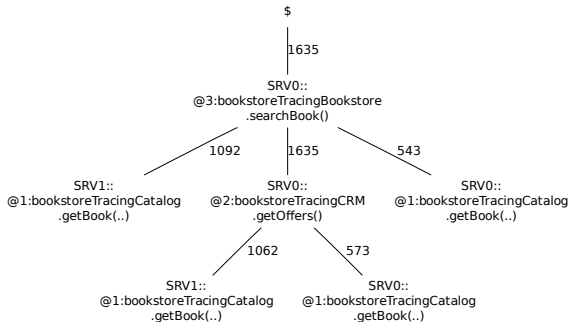 $
1635
SRV0::
@3:bookstoreTracingBookstore
.searchBook()
1092
1635
543
SRV1::
@1:bookstoreTracingCatalog
.getBook(..)
SRV0::
@2:bookstoreTracingCRM
.getOffers()
SRV0::
@1:bookstoreTracingCatalog
.getBook(..)
1062
573
SRV1::
@1:bookstoreTracingCatalog
.getBook(..)
SRV0::
@1:bookstoreTracingCatalog
.getBook(..)